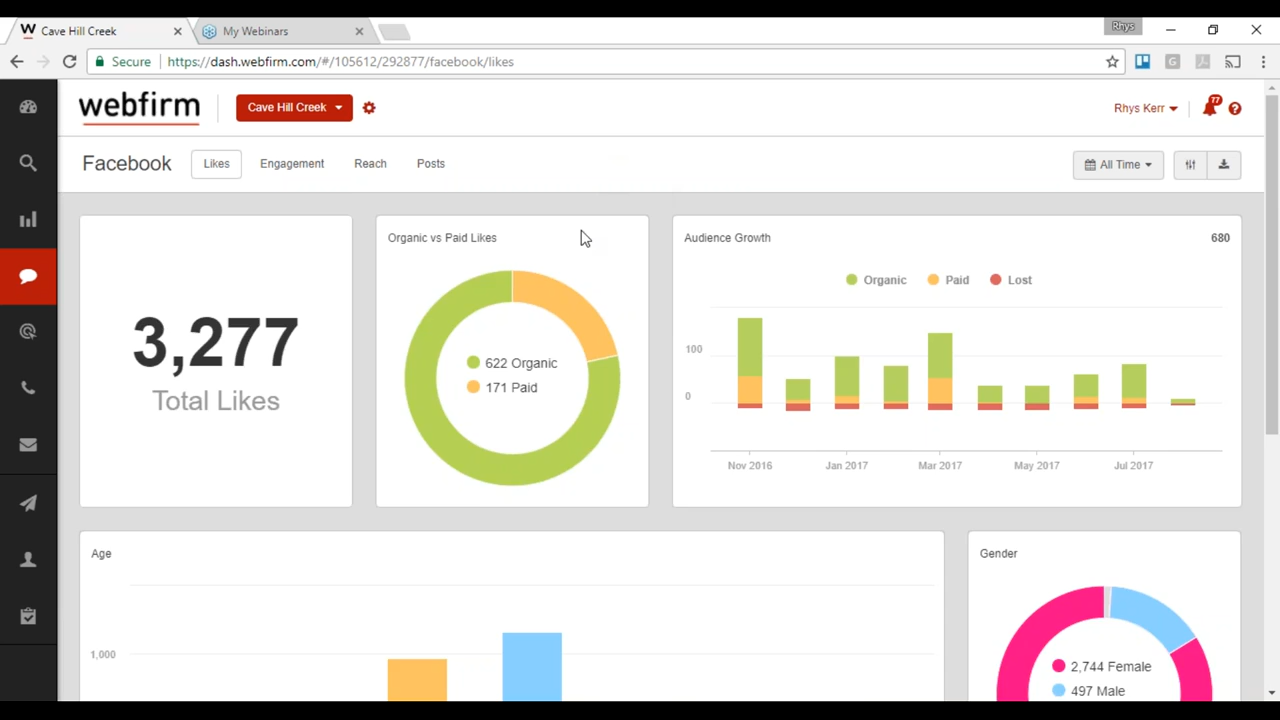 Cave Hill Creek
My Webinars
Rhys
Secure https://dash.webfirm.com/#/105612/292877/facebook/likes
webfirm
Cave Hill Creek
Rhys Kerr
77
Facebook
Likes
Engagement
Reach
Posts
All Time
3,277
Total Likes
Organic vs Paid Likes
622 Organic
171 Paid
Audience Growth
680
Organic
Paid
Lost
100
0
Nov 2016
Jan 2017
Mar 2017
May 2017
Jul 2017
Age
1,000
Gender
2,744 Female
497 Male